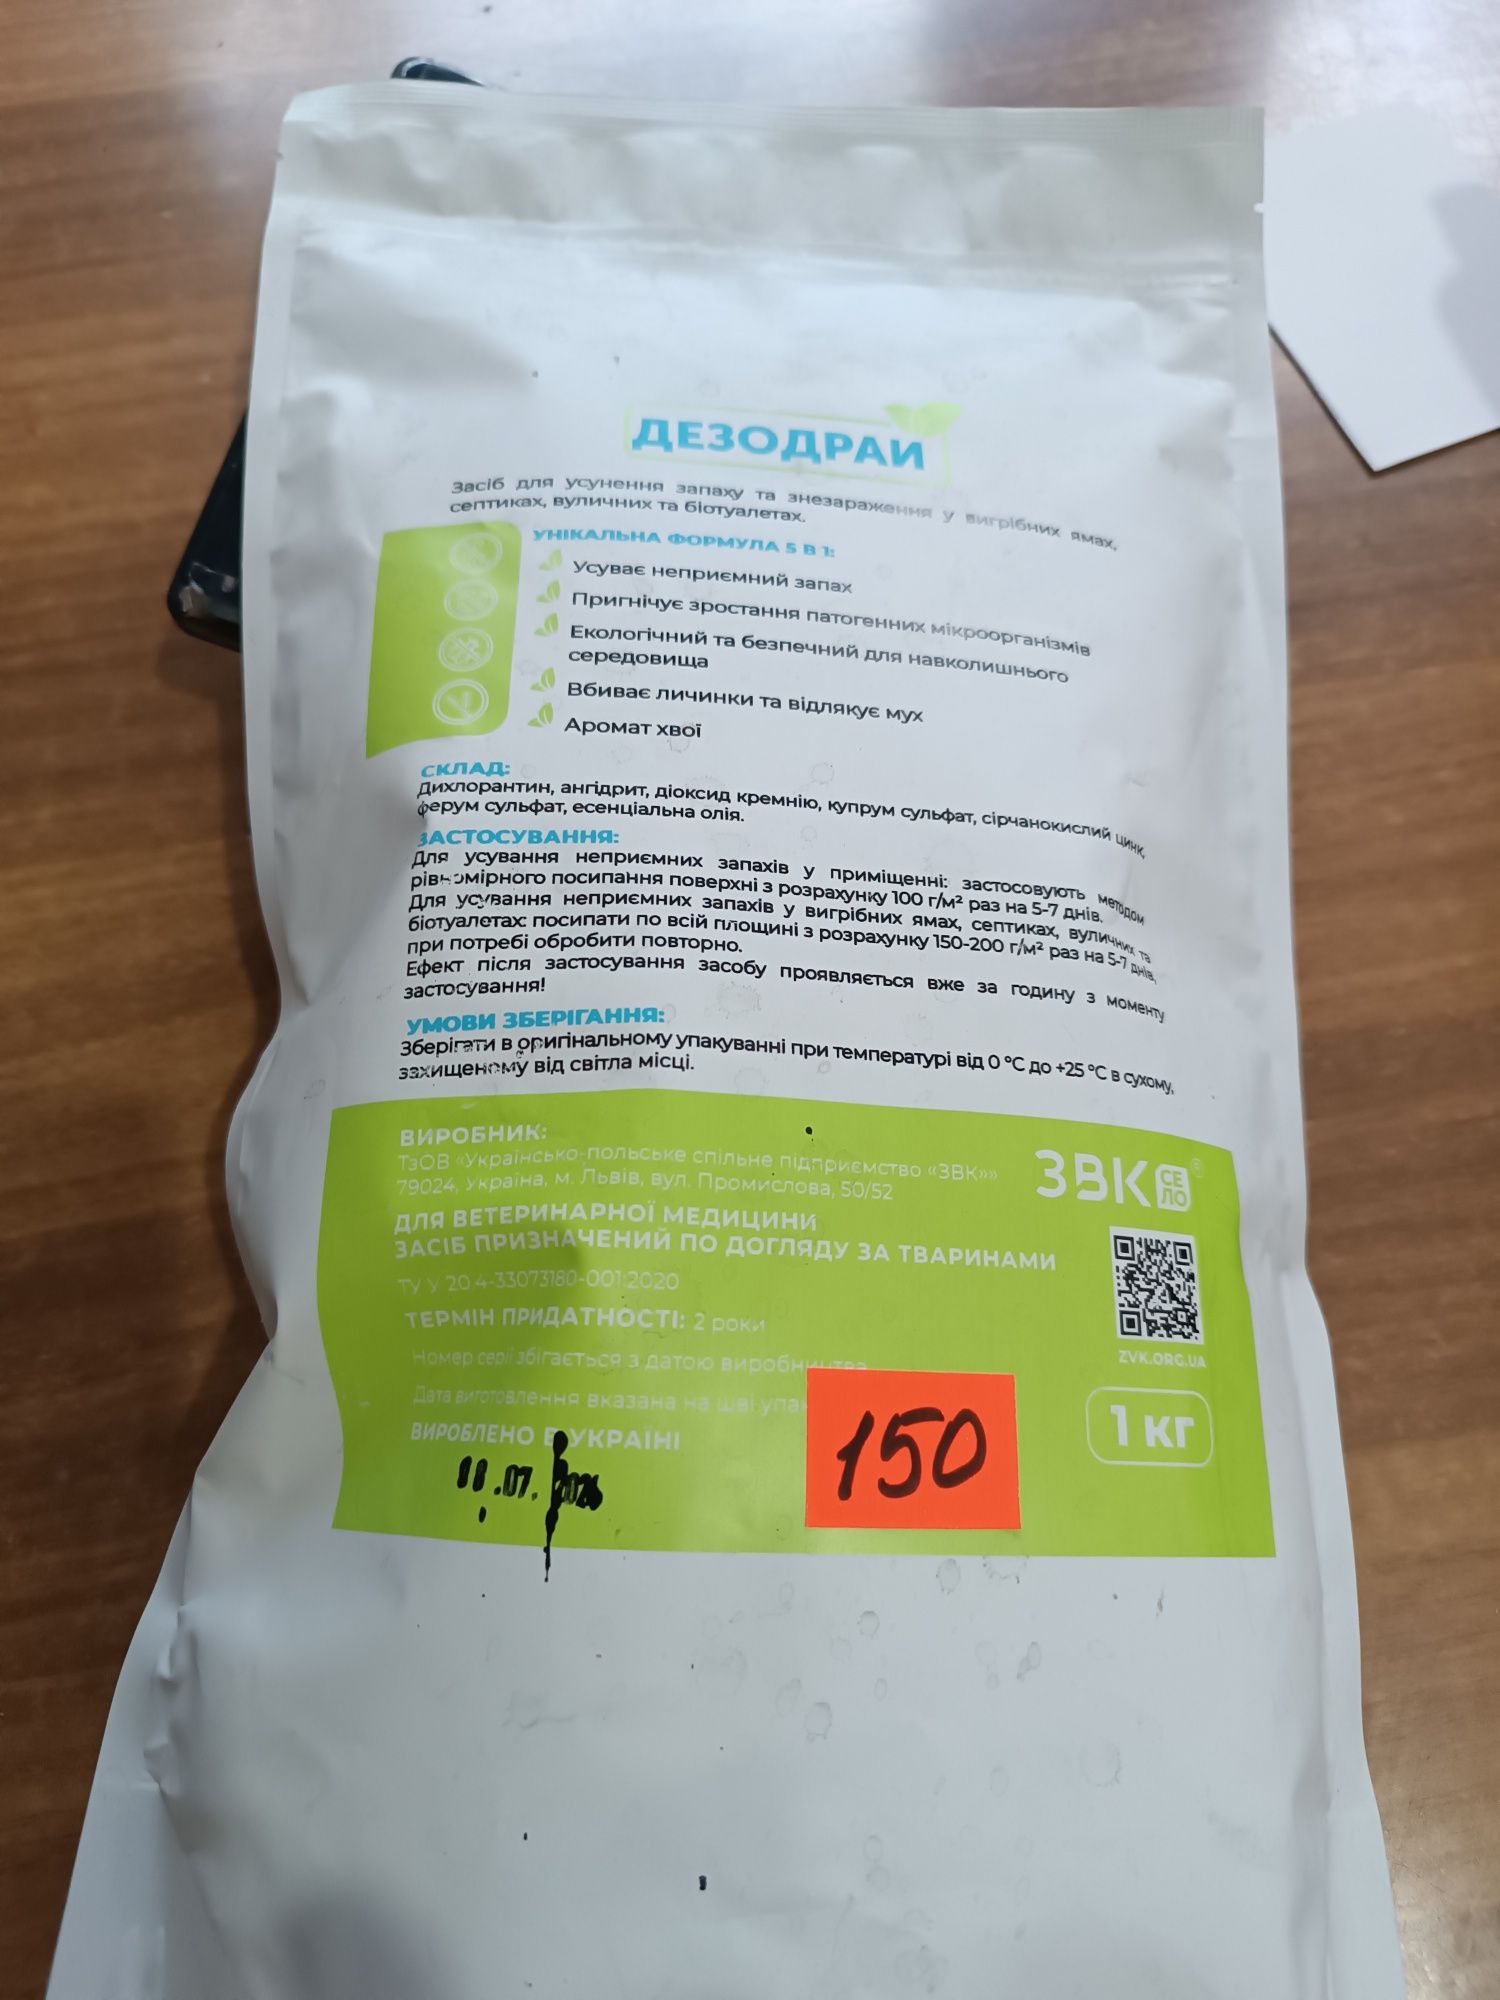 ДЕЗОДРАЙ
Засіб для усунення запаху та знезараження у вигрібних ямах,
септиках, вуличних та біотуалетах.
УНІКАЛЬНА ФОРМУЛА 5 В 1:
Усуває неприємний запах
Пригнічує зростання патогенних мікроорганізмів
Екологічний та безпечний для навколишнього
середовища
Вбиває личинки та відлякує мух
Аромат хвої
СКЛАД:
Дихлорантин, ангідрит, діоксид кремнію, купрум сульфат, сірчанокислий цинк,
ферум сульфат, есенціальна олія.
ЗАСТОСУВАННЯ:
Для усування неприємних запахів у приміщенні: застосовують методом
рівномірного посипання поверхні з розрахунку 100 г/м² раз на 5-7 днів.
Для усування неприємних запахів у вигрібних ямах, септиках, вуличних та
біотуалетах: посипати по всій площині з розрахунку 150-200 г/м² раз на 5-7 днів,
при потребі обробити повторно.
Ефект після застосування засобу проявляється вже за годину з моменту
застосування!
УМОВИ ЗБЕРІГАННЯ:
Зберігати в оригінальному упакуванні при температурі від 0 °С до +25 °С в сухому,
захищеному від світла місці.
ВИРОБНИК:
ТзОВ «Українсько-польське спільне підприємство «ЗВК»»
79024, Україна, м. Львів, вул. Промислова, 50/52
ДЛЯ ВЕТЕРИНАРНОЇ МЕДИЦИНИ
ЗАСІБ ПРИЗНАЧЕНИЙ ПО ДОГЛЯДУ ЗА ТВАРИНАМИ
ТУ У 20.4-33073180-001:2020
ТЕРМІН ПРИДАТНОСТІ: 2 роки
Номер серії збігається з датою виробництва
Дата виготовлення вказана на шві
ВИРОБЛЕНО В УКРАЇНІ
.07.
ЗВК СЕЛО ®
ZVK.ORG.UA
1 кг
150